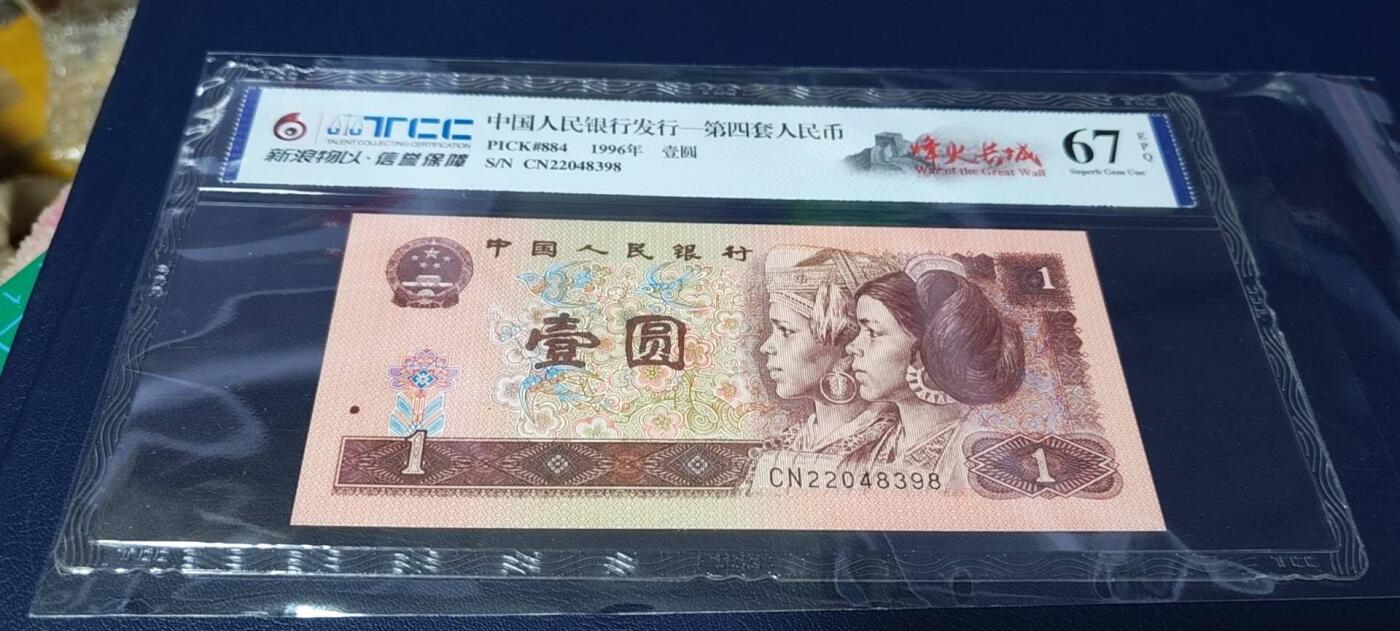 TCC
TALENT COLLECTING CERTIFICATION
新浪物以·信誉保障
中国人民银行发行—第四套人民币
PICK#884 1996年 壹圆
S/N CN22048398
烽火长城
War of the Great Wall
67
EPQ
Superb Gem Unc
中国人民银行
1
壹圆
1
1
CN22048398
TCC